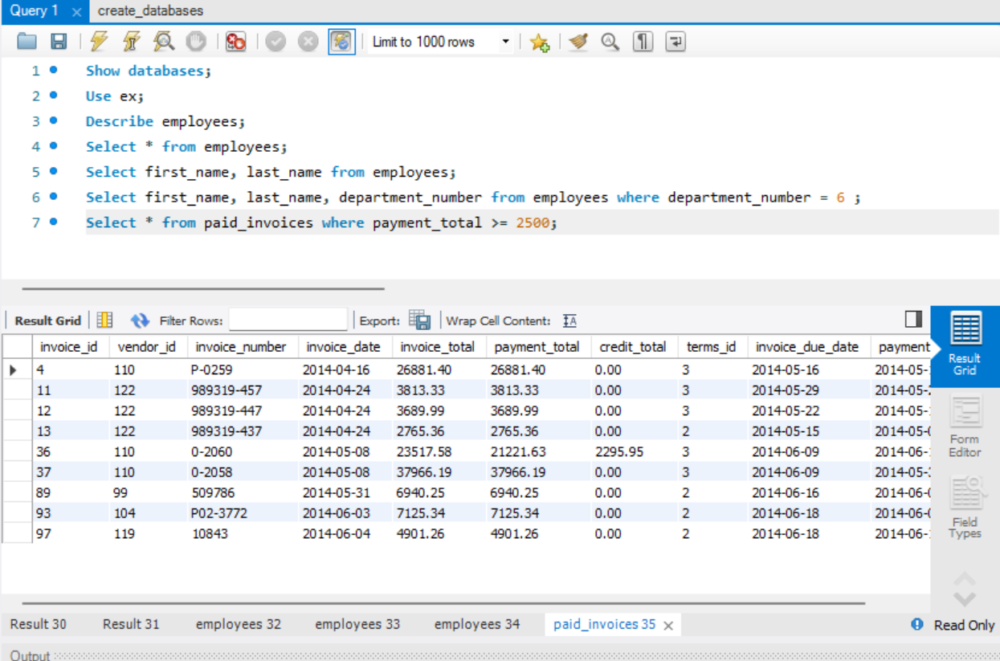 Query 1 × create_databases
Limit to 1000 rows
1 Show databases;
2 Use ex;
3 Describe employees;
4 Select * from employees;
5 Select first_name, last_name from employees;
6 Select first_name, last_name, department_number from employees where department_number = 6 ;
7 Select * from paid_invoices where payment_total >= 2500;
Result Grid Filter Rows: Export: Wrap Cell Content: IA
invoice_id vendor_id invoice_number invoice_date invoice_total payment_total credit_total terms_id invoice_due_date payment
4 110 P-0259 2014-04-16 26881.40 26881.40 0.00 3 2014-05-16 2014-05-
11 122 989319-457 2014-04-24 3813.33 3813.33 0.00 3 2014-05-29 2014-05-
12 122 989319-447 2014-04-24 3689.99 3689.99 0.00 3 2014-05-22 2014-05-
13 122 989319-437 2014-04-24 2765.36 2765.36 0.00 2 2014-05-15 2014-05-
36 110 0-2060 2014-05-08 23517.58 21221.63 2295.95 3 2014-06-09 2014-06-
37 110 0-2058 2014-05-08 37966.19 37966.19 0.00 3 2014-06-09 2014-05-
89 99 509786 2014-05-31 6940.25 6940.25 0.00 2 2014-06-16 2014-06-
93 104 P02-3772 2014-06-03 7125.34 7125.34 0.00 2 2014-06-18 2014-06-
97 119 10843 2014-06-04 4901.26 4901.26 0.00 2 2014-06-18 2014-06-
Result
Grid
Form
Editor
Field
Types
Result 30 Result 31 employees 32 employees 33 employees 34 paid_invoices 35 × Read Only
Output